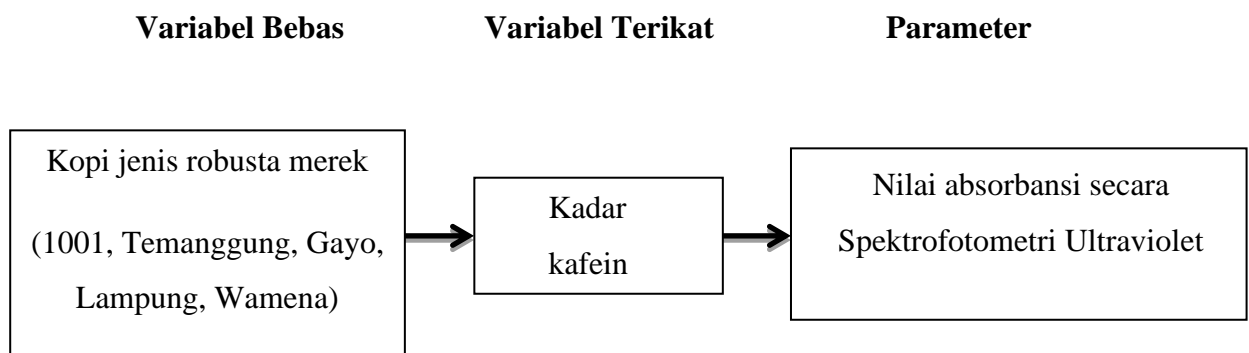 Variabel Bebas Variabel Terikat Parameter
Kopi jenis robusta merek
(1001, Temanggung, Gayo,
Lampung, Wamena)
Kadar
kafein
Nilai absorbansi secara
Spektrofotometri Ultraviolet